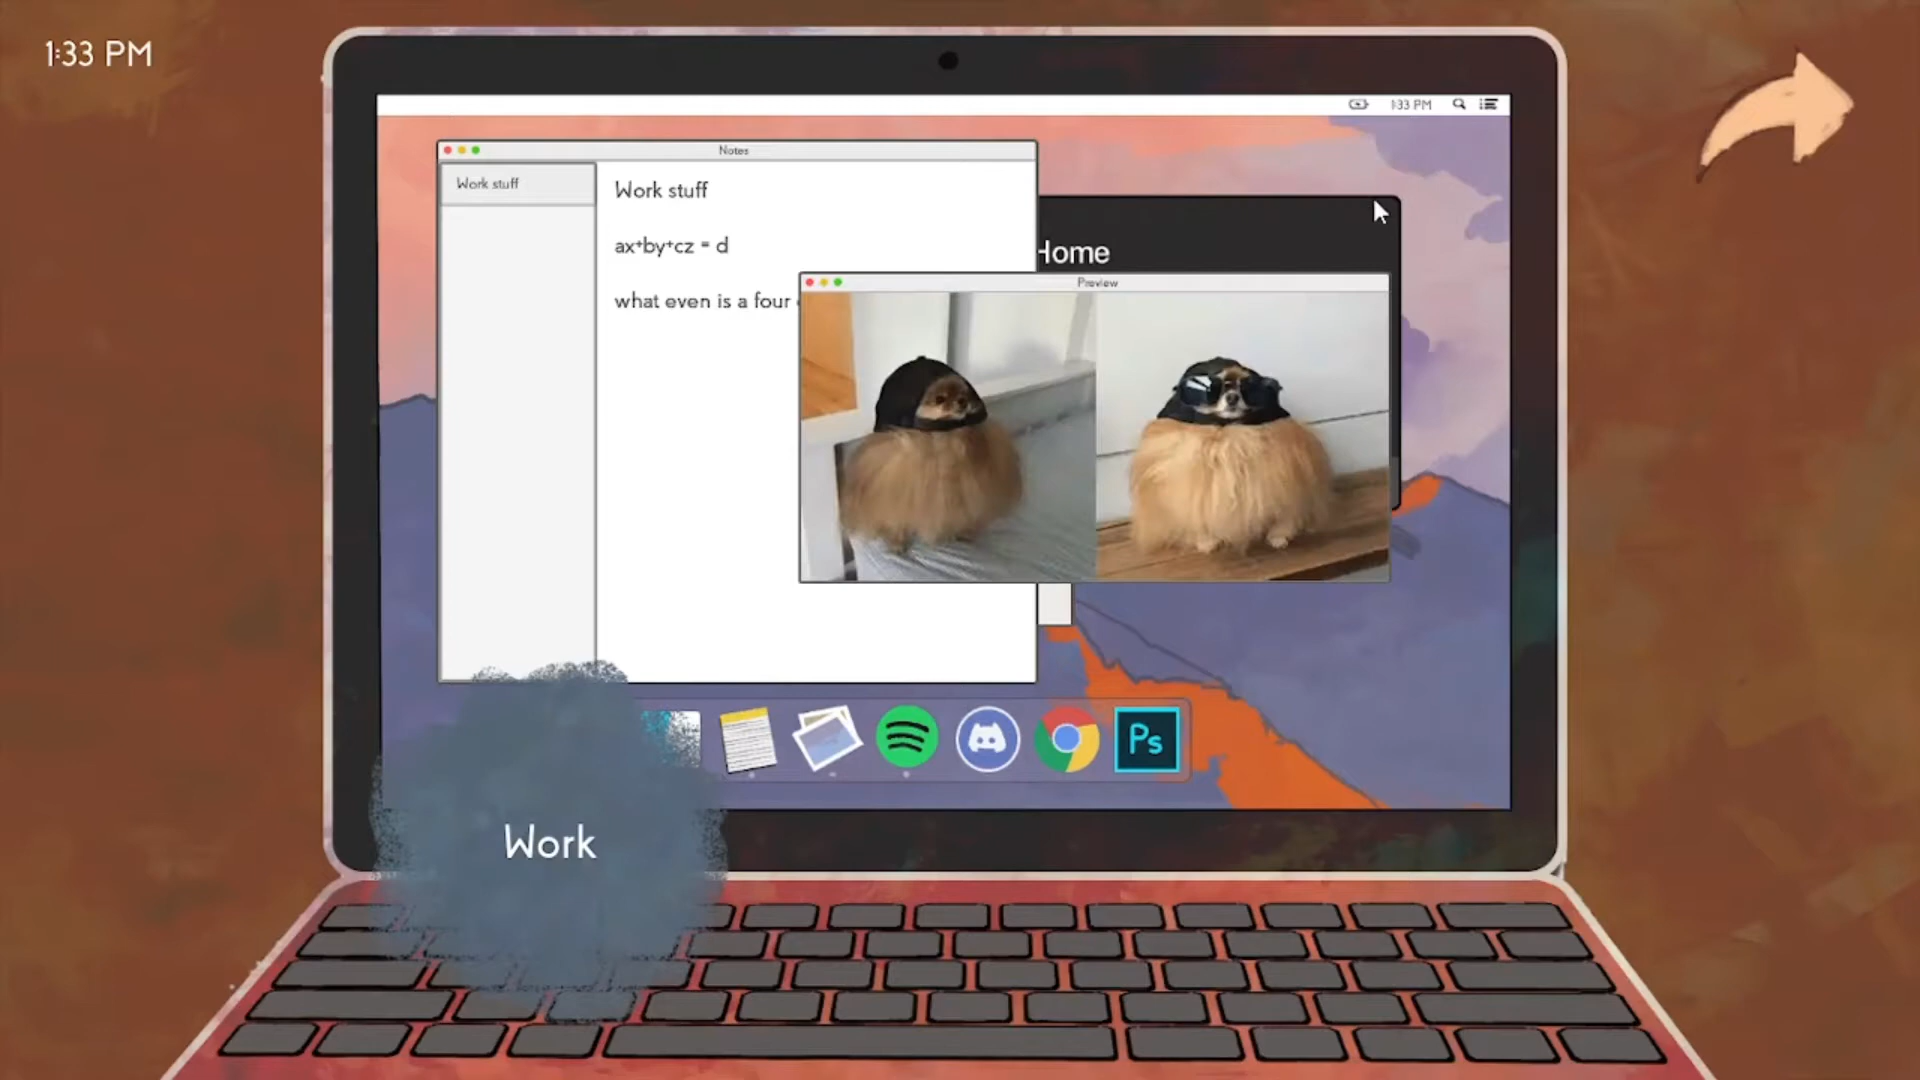 1:33 PM
1:33 PM
Notes
Work stuff
Work stuff
ax+by+cz = d
what even is a four
Home
Preview
Ps
Work